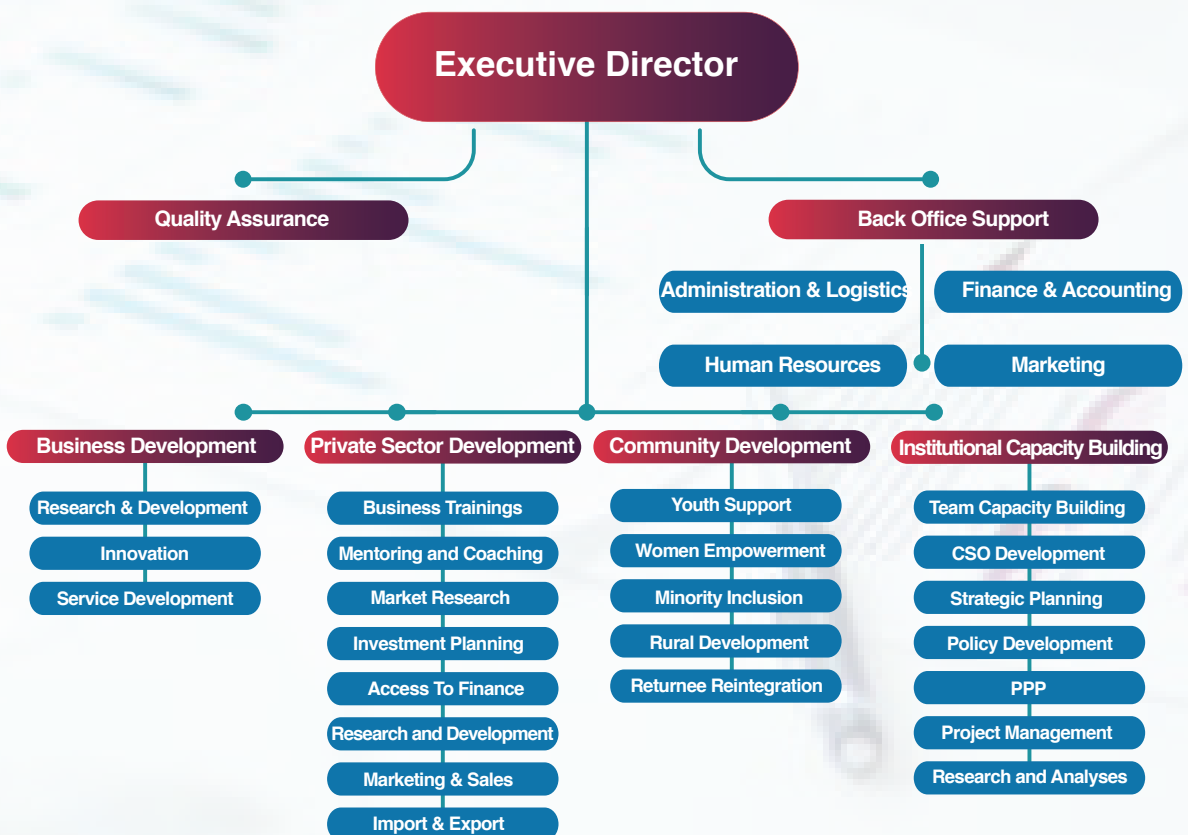 Executive Director
Quality Assurance
Back Office Support
Administration & Logistics
Finance & Accounting
Human Resources
Marketing
Business Development
Research & Development
Innovation
Service Development
Private Sector Development
Business Trainings
Mentoring and Coaching
Market Research
Investment Planning
Access To Finance
Research and Development
Marketing & Sales
Import & Export
Community Development
Youth Support
Women Empowerment
Minority Inclusion
Rural Development
Returnee Reintegration
Institutional Capacity Building
Team Capacity Building
CSO Development
Strategic Planning
Policy Development
PPP
Project Management
Research and Analyses